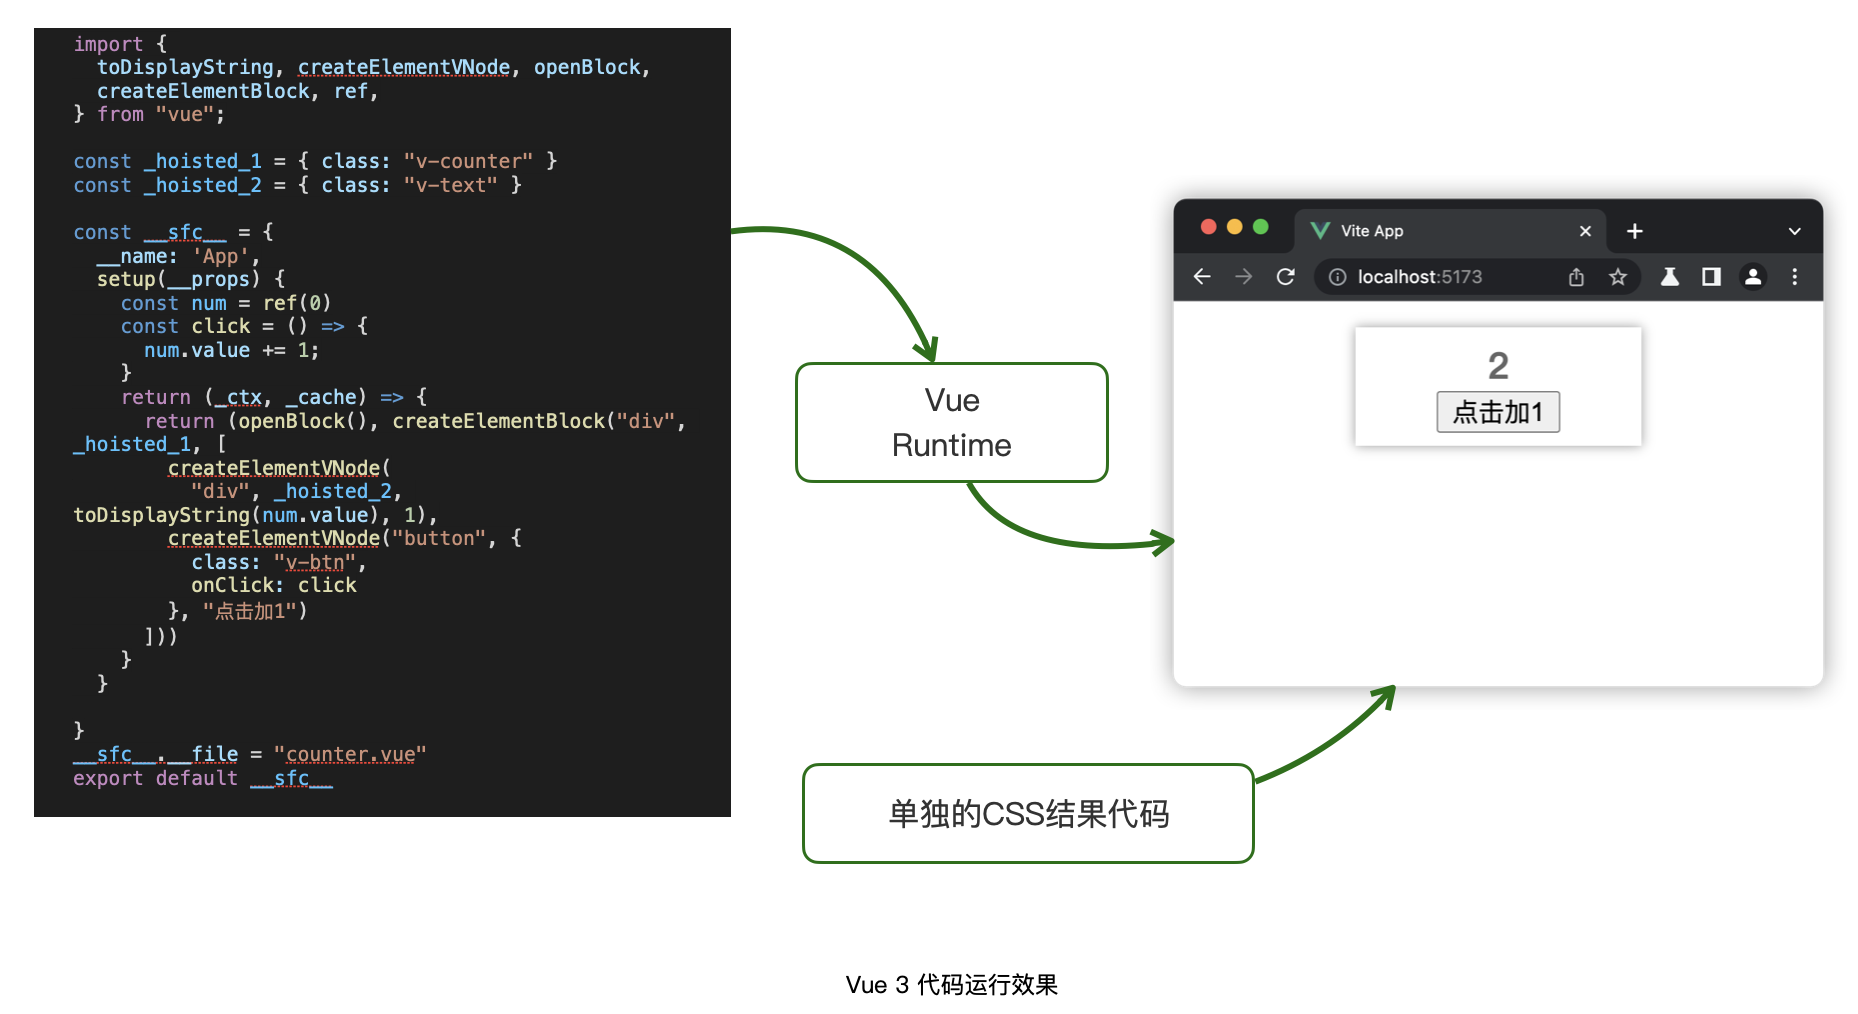 import {
  toDisplayString, createElementVNode, openBlock,
  createElementBlock, ref,
} from "vue";

const _hoisted_1 = { class: "v-counter" }
const _hoisted_2 = { class: "v-text" }

const __sfc__ = {
  __name: 'App',
  setup(__props) {
    const num = ref(0)
    const click = () => {
      num.value += 1;
    }
    return (_ctx, _cache) => {
      return (openBlock(), createElementBlock("div",
_hoisted_1, [
        createElementVNode(
          "div", _hoisted_2,
toDisplayString(num.value), 1),
        createElementVNode("button", {
          class: "v-btn",
          onClick: click
        }, "点击加1")
      ]))
    }
  }

}
__sfc__.__file = "counter.vue"
export default __sfc__
Vue
Runtime
Vite App
localhost:5173
2
点击加1
单独的CSS结果代码
Vue 3 代码运行效果